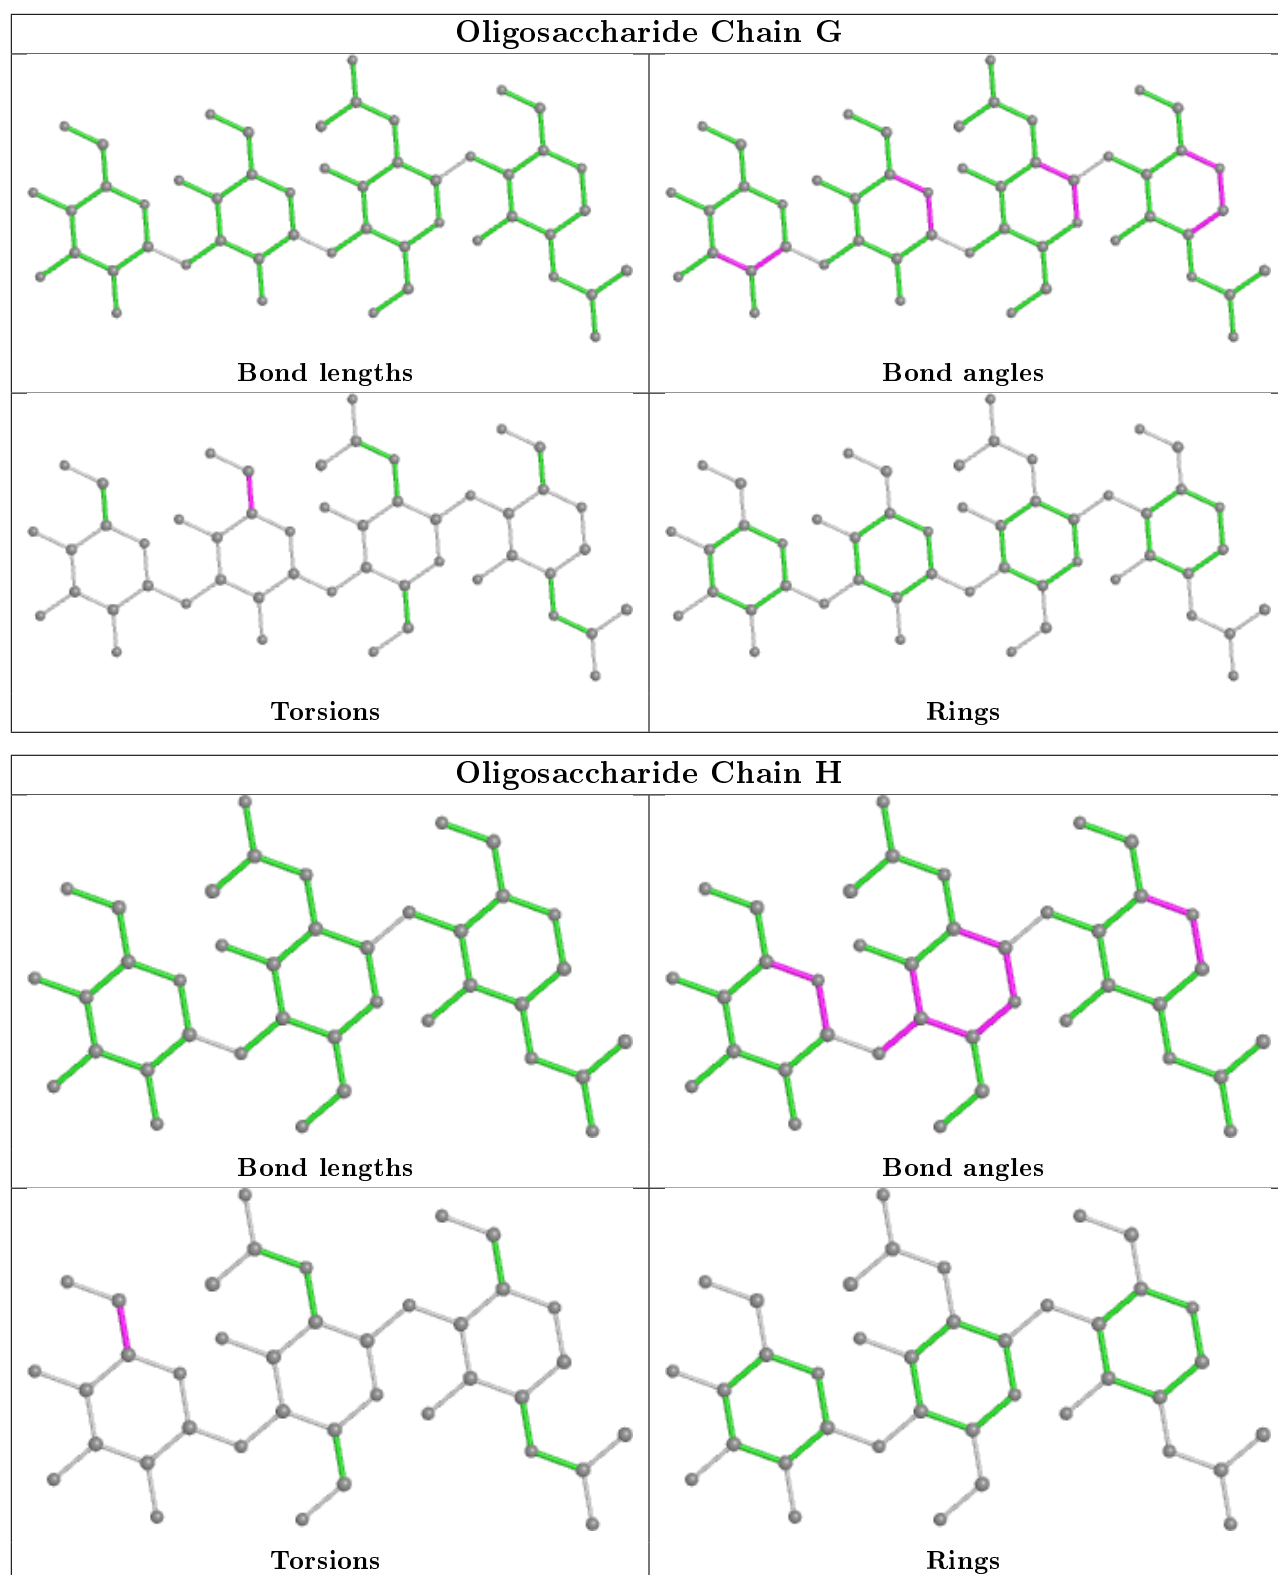 Oligosaccharide Chain G
Bond lengths
Bond angles
Torsions
Rings
Oligosaccharide Chain H
Bond lengths
Bond angles
Torsions
Rings